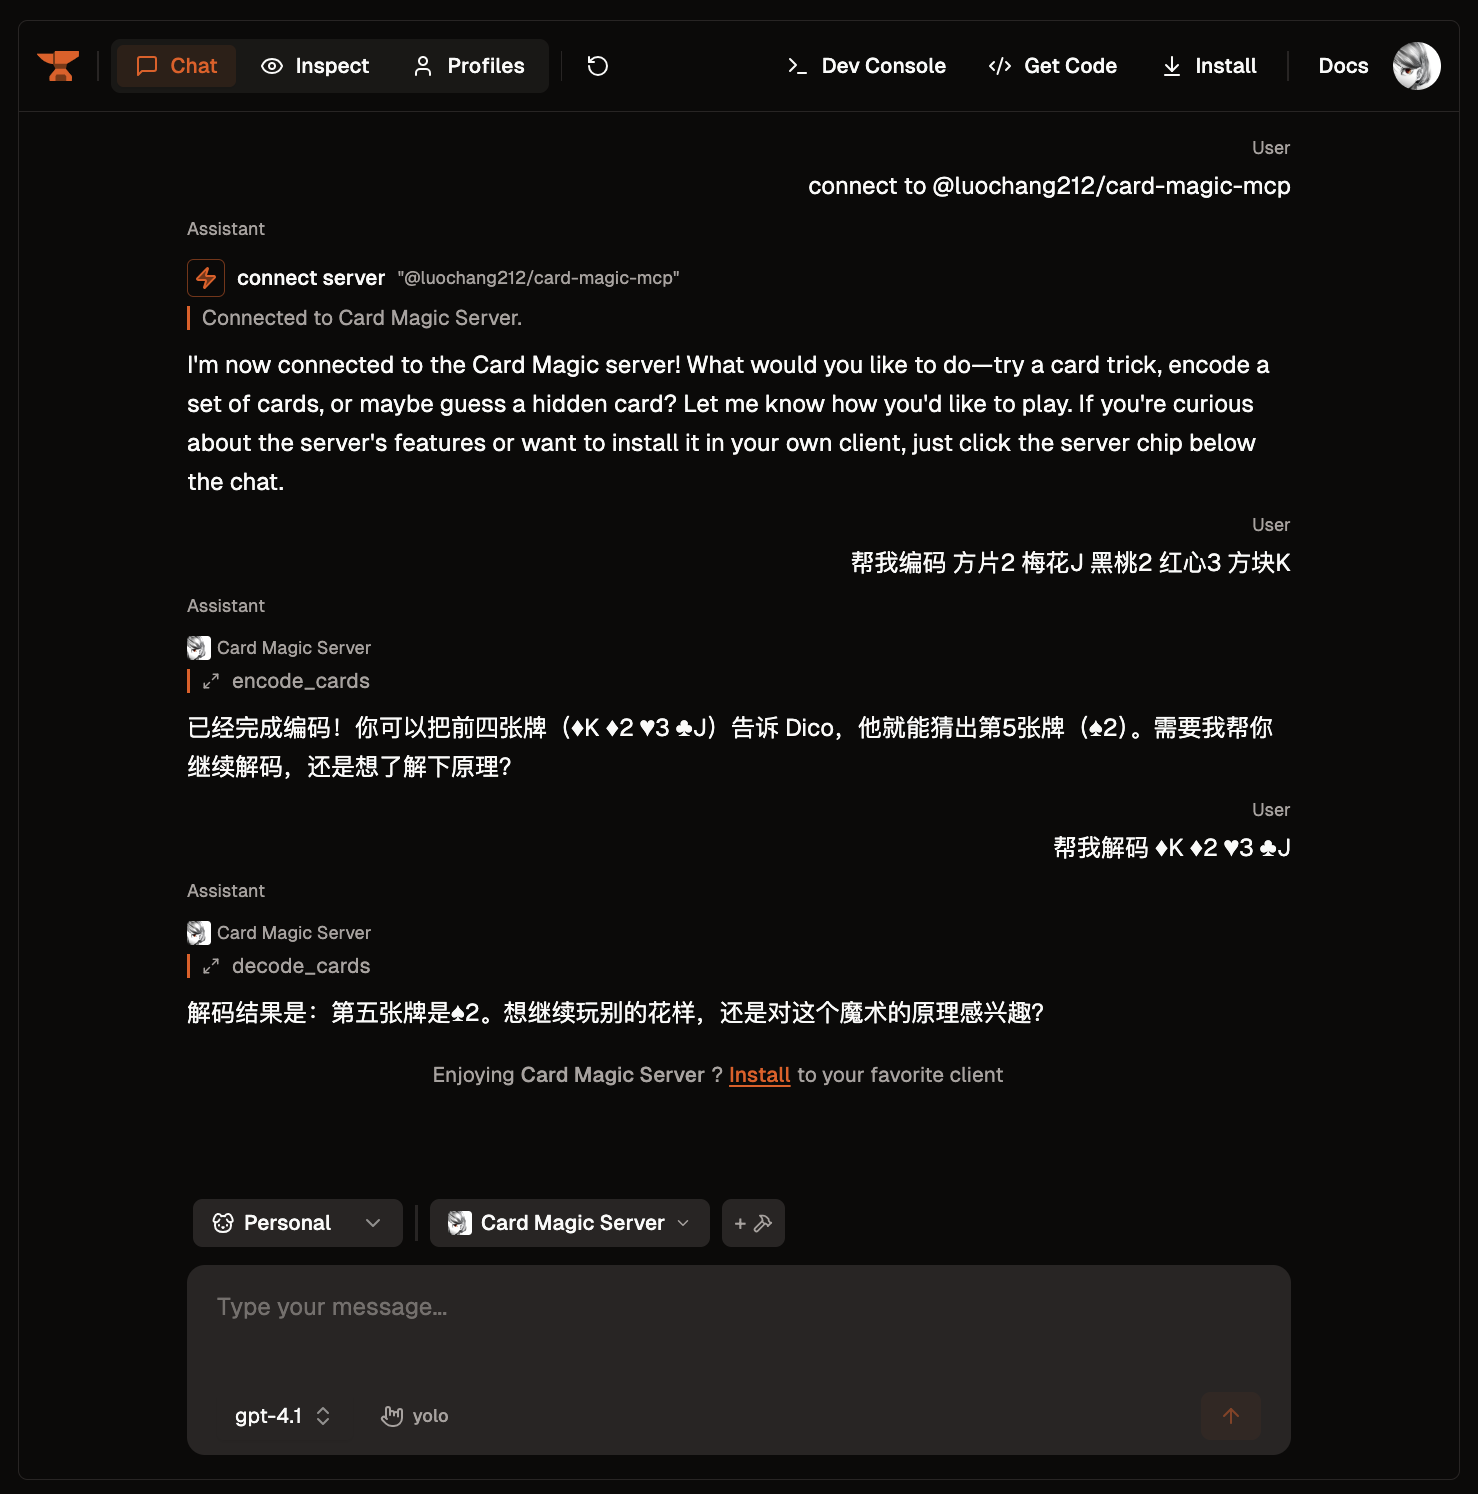 Chat Inspect Profiles Dev Console Get Code Install Docs
User
connect to @luochang212/card-magic-mcp
Assistant
connect server "@luochang212/card-magic-mcp"
Connected to Card Magic Server.
I'm now connected to the Card Magic server! What would you like to do—try a card trick, encode a
set of cards, or maybe guess a hidden card? Let me know how you'd like to play. If you're curious
about the server's features or want to install it in your own client, just click the server chip below
the chat.
User
帮我编码 方片2 梅花J 黑桃2 红心3 方块K
Assistant
Card Magic Server
encode_cards
已经完成编码！你可以把前四张牌（♦K ♦2 ♥3 ♣J）告诉 Dico，他就能猜出第5张牌（♠2）。需要我帮你
继续解码，还是想了解下原理？
User
帮我解码 ♦K ♦2 ♥3 ♣J
Assistant
Card Magic Server
decode_cards
解码结果是：第五张牌是♠2。想继续玩别的花样，还是对这个魔术的原理感兴趣？
Enjoying Card Magic Server ? Install to your favorite client
Personal Card Magic Server
Type your message...
gpt-4.1 yolo